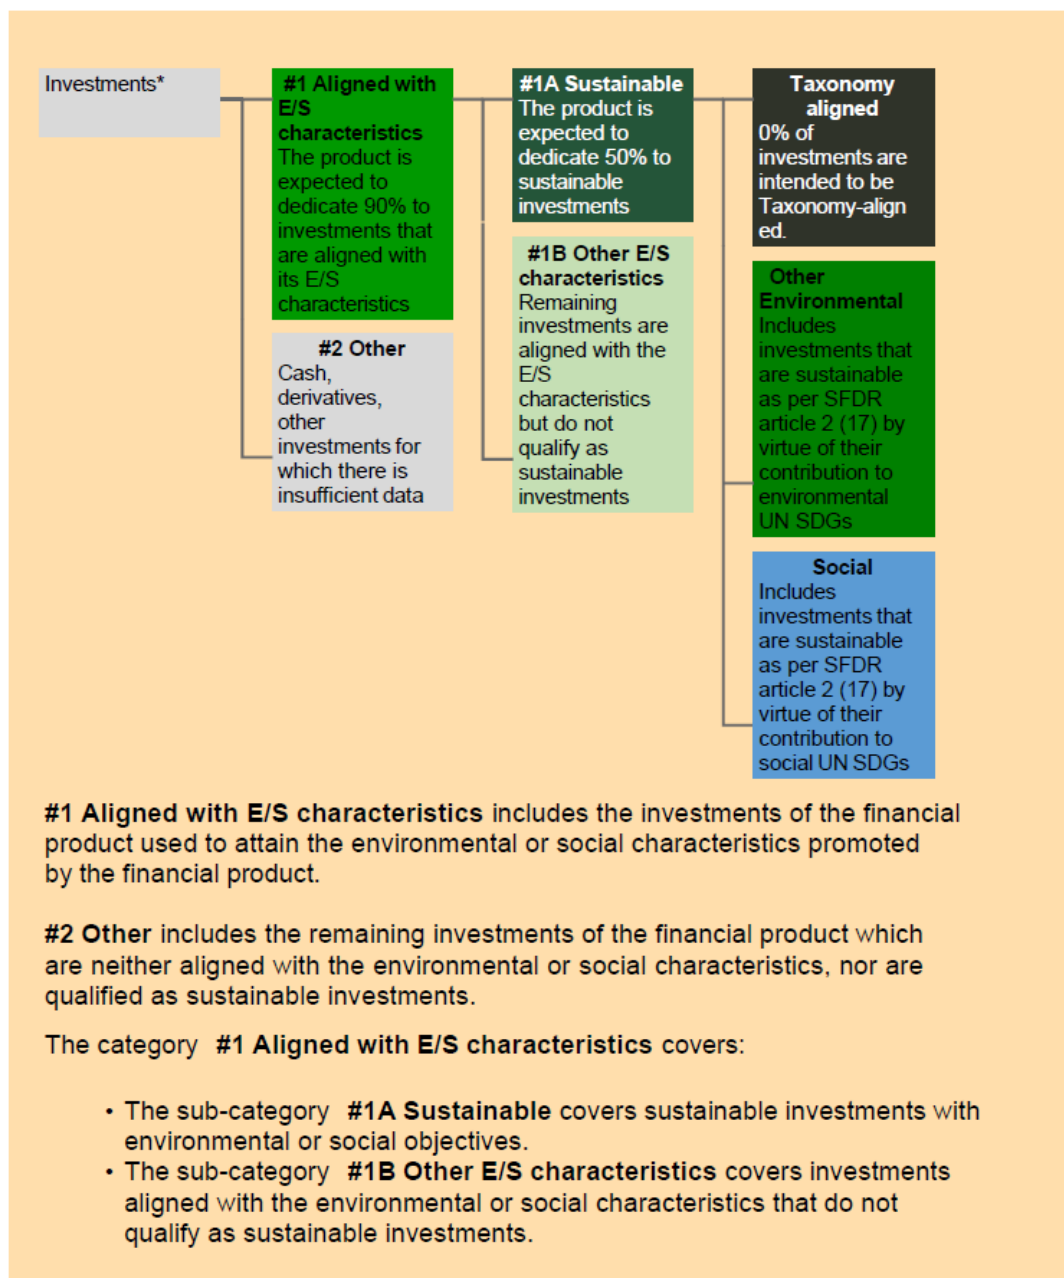 Investments*
#1 Aligned with
E/S
characteristics
The product is
expected to
dedicate 90% to
investments that
are aligned with
its E/S
characteristics
#2 Other
Cash,
derivatives,
other
investments for
which there is
insufficient data
#1A Sustainable
The product is
expected to
dedicate 50% to
sustainable
investments
#1B Other E/S
characteristics
Remaining
investments are
aligned with the
E/S
characteristics
but do not
qualify as
sustainable
investments
Taxonomy
aligned
0% of
investments are
intended to be
Taxonomy-align
ed.
Other
Environmental
Includes
investments that
are sustainable
as per SFDR
article 2 (17) by
virtue of their
contribution to
environmental
UN SDGs
Social
Includes
investments that
are sustainable
as per SFDR
article 2 (17) by
virtue of their
contribution to
social UN SDGs
#1 Aligned with E/S characteristics includes the investments of the financial
product used to attain the environmental or social characteristics promoted
by the financial product.
#2 Other includes the remaining investments of the financial product which
are neither aligned with the environmental or social characteristics, nor are
qualified as sustainable investments.
The category #1 Aligned with E/S characteristics covers:
• The sub-category #1A Sustainable covers sustainable investments with
environmental or social objectives.
• The sub-category #1B Other E/S characteristics covers investments
aligned with the environmental or social characteristics that do not
qualify as sustainable investments.